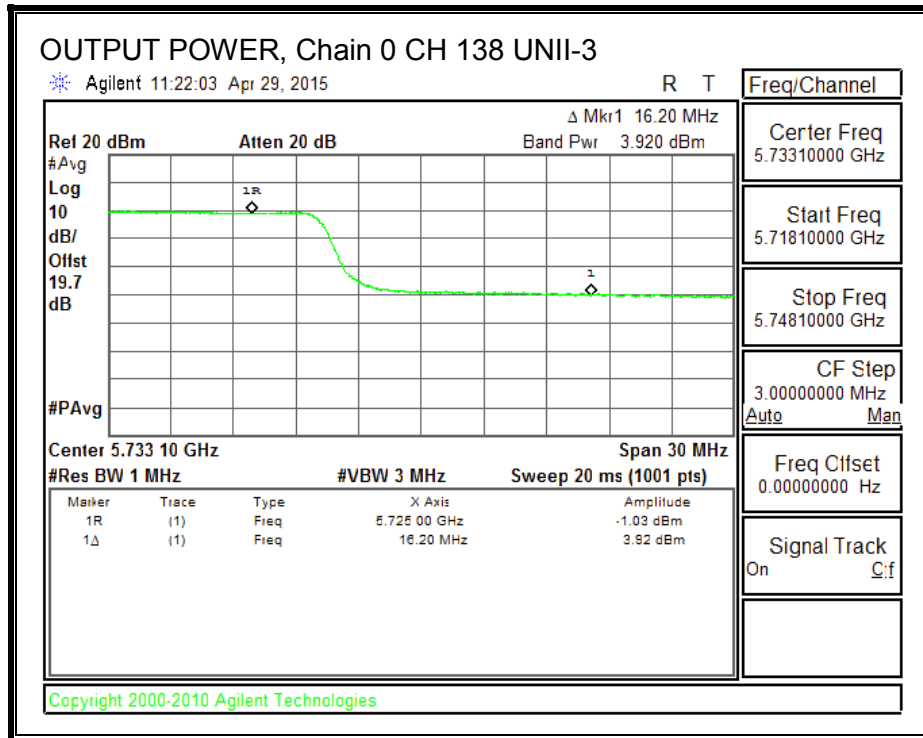 OUTPUT POWER, Chain 0 CH 138 UNII-3
Agilent 11:22:03 Apr 29, 2015 R T
Freq/Channel
Δ Mkr1 16.20 MHz
Ref 20 dBm Atten 20 dB Band Pwr 3.920 dBm
#Avg
Log
10
dB/
Offst
19.7
dB
1R
1
#PAvg
Center 5.733 10 GHz Span 30 MHz
#Res BW 1 MHz #VBW 3 MHz Sweep 20 ms (1001 pts)
Marker Trace Type X Axis Amplitude
1R (1) Freq 5.725 00 GHz -1.03 dBm
1Δ (1) Freq 16.20 MHz 3.92 dBm
Center Freq
5.73310000 GHz
Start Freq
5.71810000 GHz
Stop Freq
5.74810000 GHz
CF Step
3.00000000 MHz
Auto Man
Freq Offset
0.00000000 Hz
Signal Track
On Off
Copyright 2000-2010 Agilent Technologies